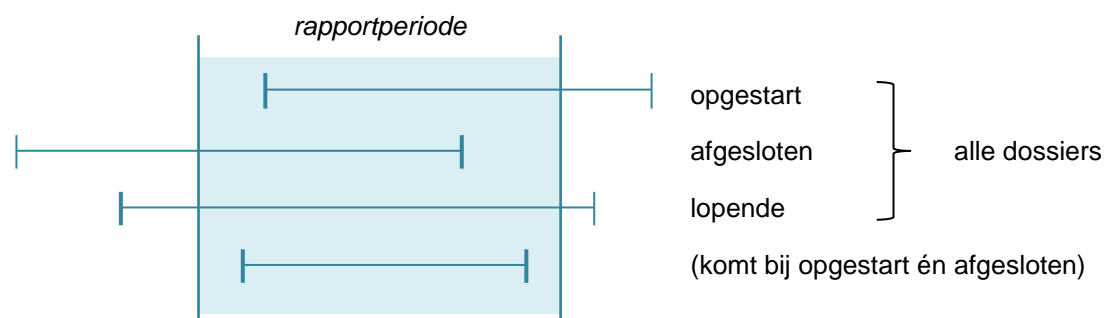 rapportperiode
opgestart
afgesloten
alle dossiers
lopende
(komt bij opgestart én afgesloten)